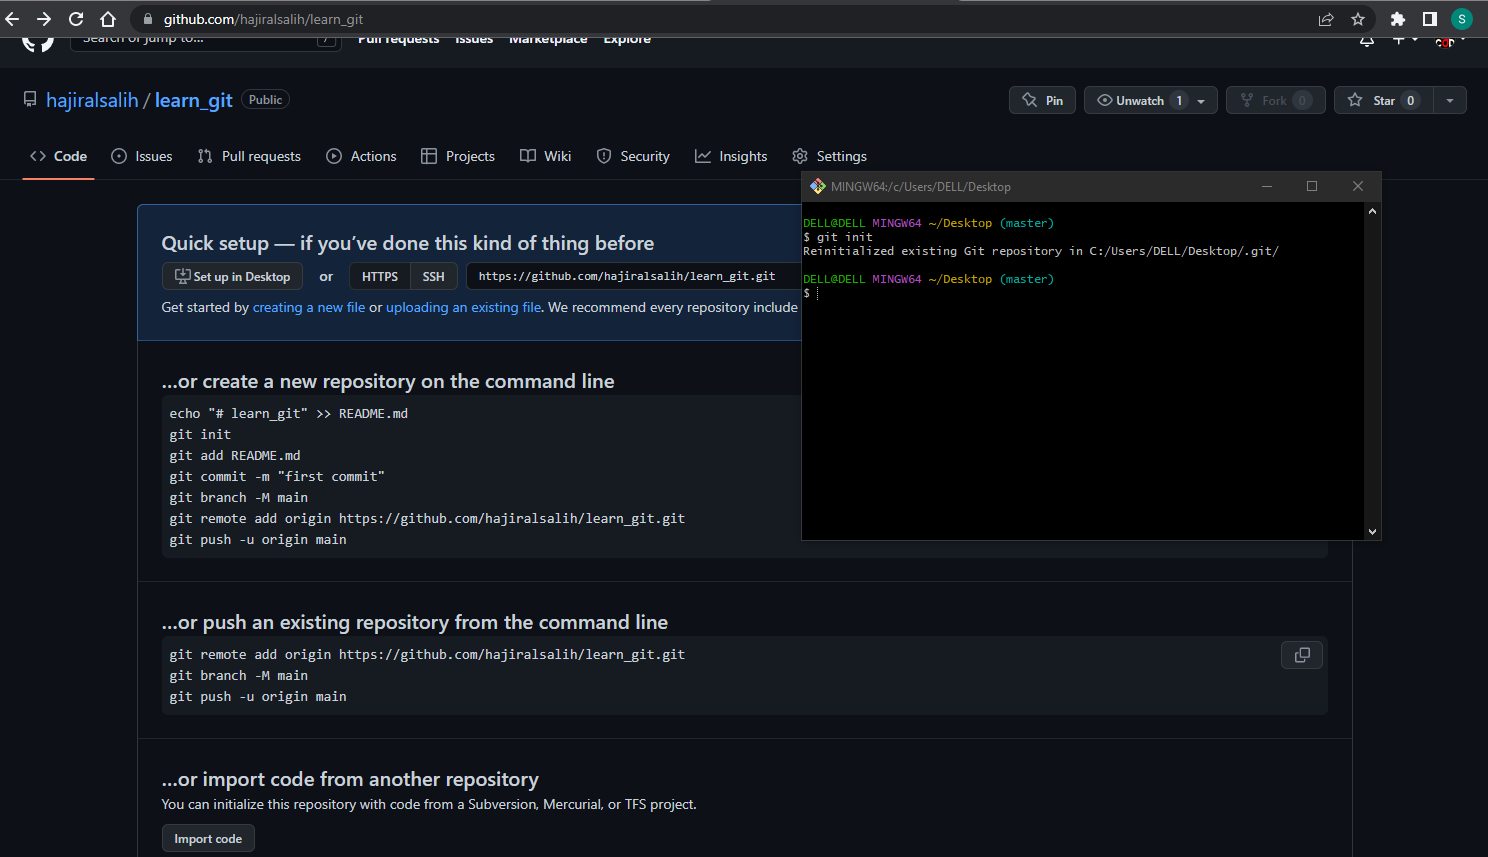 github.com/hajiralsalih/learn_git
S
Search or jump to...
/
Pull requests
Issues
Marketplace
Explore
hajiralsalih / learn_git
Public
Pin
Unwatch 1
Fork 0
Star 0
Code
Issues
Pull requests
Actions
Projects
Wiki
Security
Insights
Settings
Quick setup — if you’ve done this kind of thing before
Set up in Desktop
or
HTTPS
SSH
https://github.com/hajiralsalih/learn_git.git
Get started by creating a new file or uploading an existing file. We recommend every repository include
MINGW64:/c/Users/DELL/Desktop
DELL@DELL MINGW64 ~/Desktop (master)
$ git init
Reinitialized existing Git repository in C:/Users/DELL/Desktop/.git/
DELL@DELL MINGW64 ~/Desktop (master)
$
…or create a new repository on the command line
echo "# learn_git" >> README.md
git init
git add README.md
git commit -m "first commit"
git branch -M main
git remote add origin https://github.com/hajiralsalih/learn_git.git
git push -u origin main
…or push an existing repository from the command line
git remote add origin https://github.com/hajiralsalih/learn_git.git
git branch -M main
git push -u origin main
…or import code from another repository
You can initialize this repository with code from a Subversion, Mercurial, or TFS project.
Import code